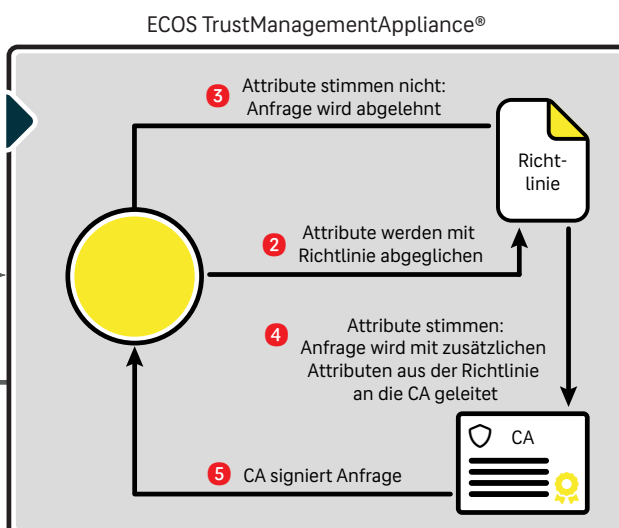 ECOS TrustManagementAppliance®
3 Attribute stimmen nicht:
Anfrage wird abgelehnt
Richt-
linie
2 Attribute werden mit
Richtlinie abgeglichen
4 Attribute stimmen:
Anfrage wird mit zusätzlichen
Attributen aus der Richtlinie
an die CA geleitet
CA
5 CA signiert Anfrage